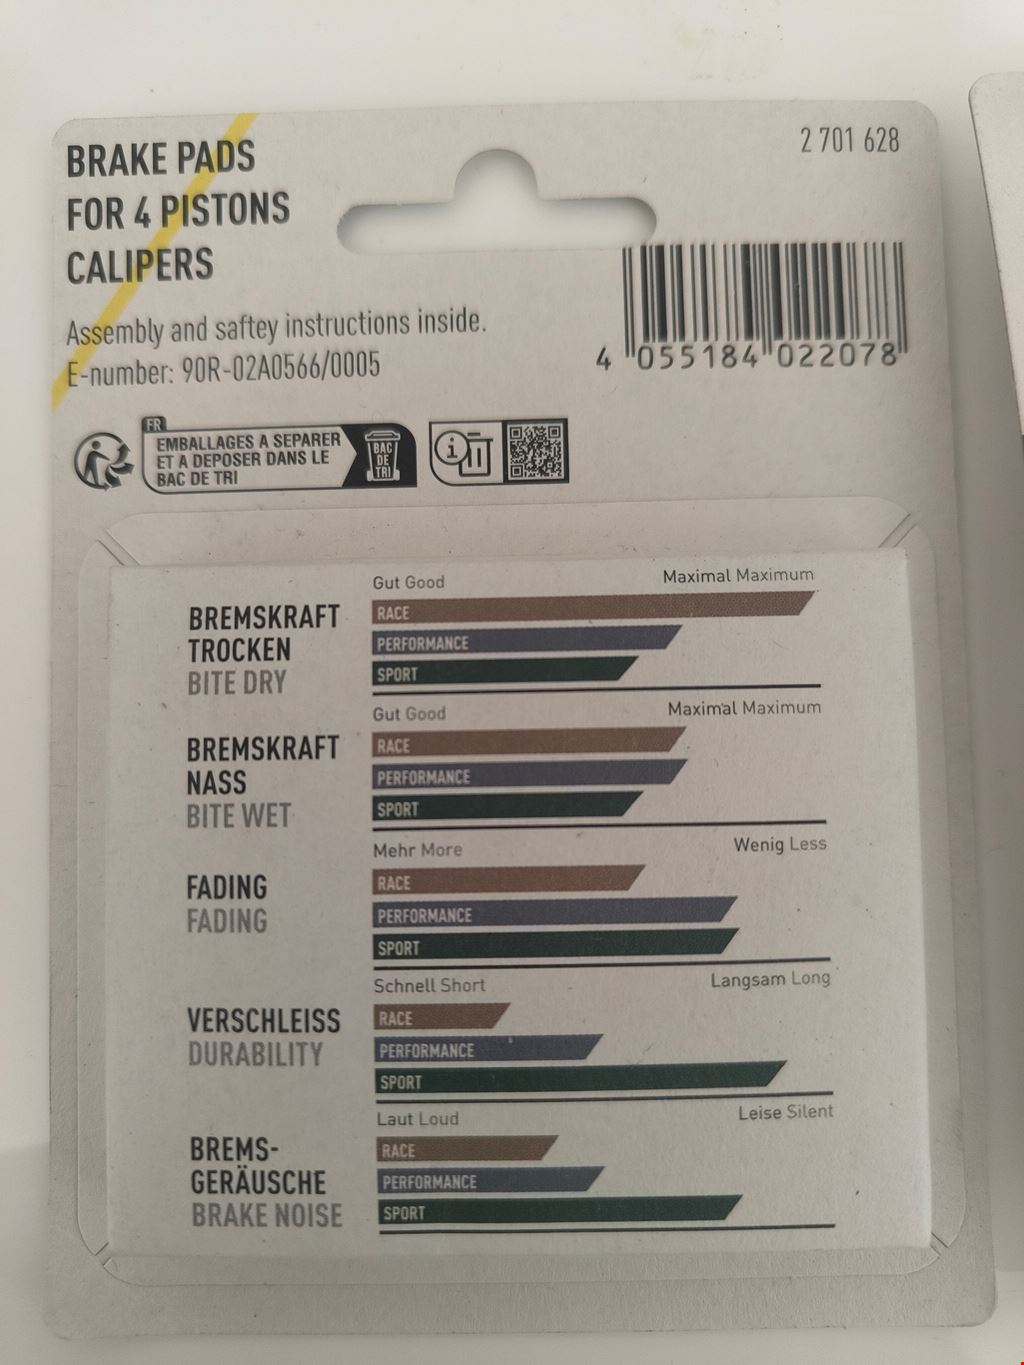 BRAKE PADS
FOR 4 PISTONS
CALIPERS
2 701 628
Assembly and saftey instructions inside.
E-number: 90R-02A0566/0005
4 055184 022078
FR
EMBALLAGES A SEPARER
ET A DEPOSER DANS LE
BAC DE TRI
BAC
DE
TRI
Gut Good Maximal Maximum
BREMSKRAFT
TROCKEN
BITE DRY
RACE
PERFORMANCE
SPORT
Gut Good Maximal Maximum
BREMSKRAFT
NASS
BITE WET
RACE
PERFORMANCE
SPORT
Mehr More Wenig Less
FADING
FADING
RACE
PERFORMANCE
SPORT
Schnell Short Langsam Long
VERSCHLEISS
DURABILITY
RACE
PERFORMANCE
SPORT
Laut Loud Leise Silent
BREMS-
GERÄUSCHE
BRAKE NOISE
RACE
PERFORMANCE
SPORT